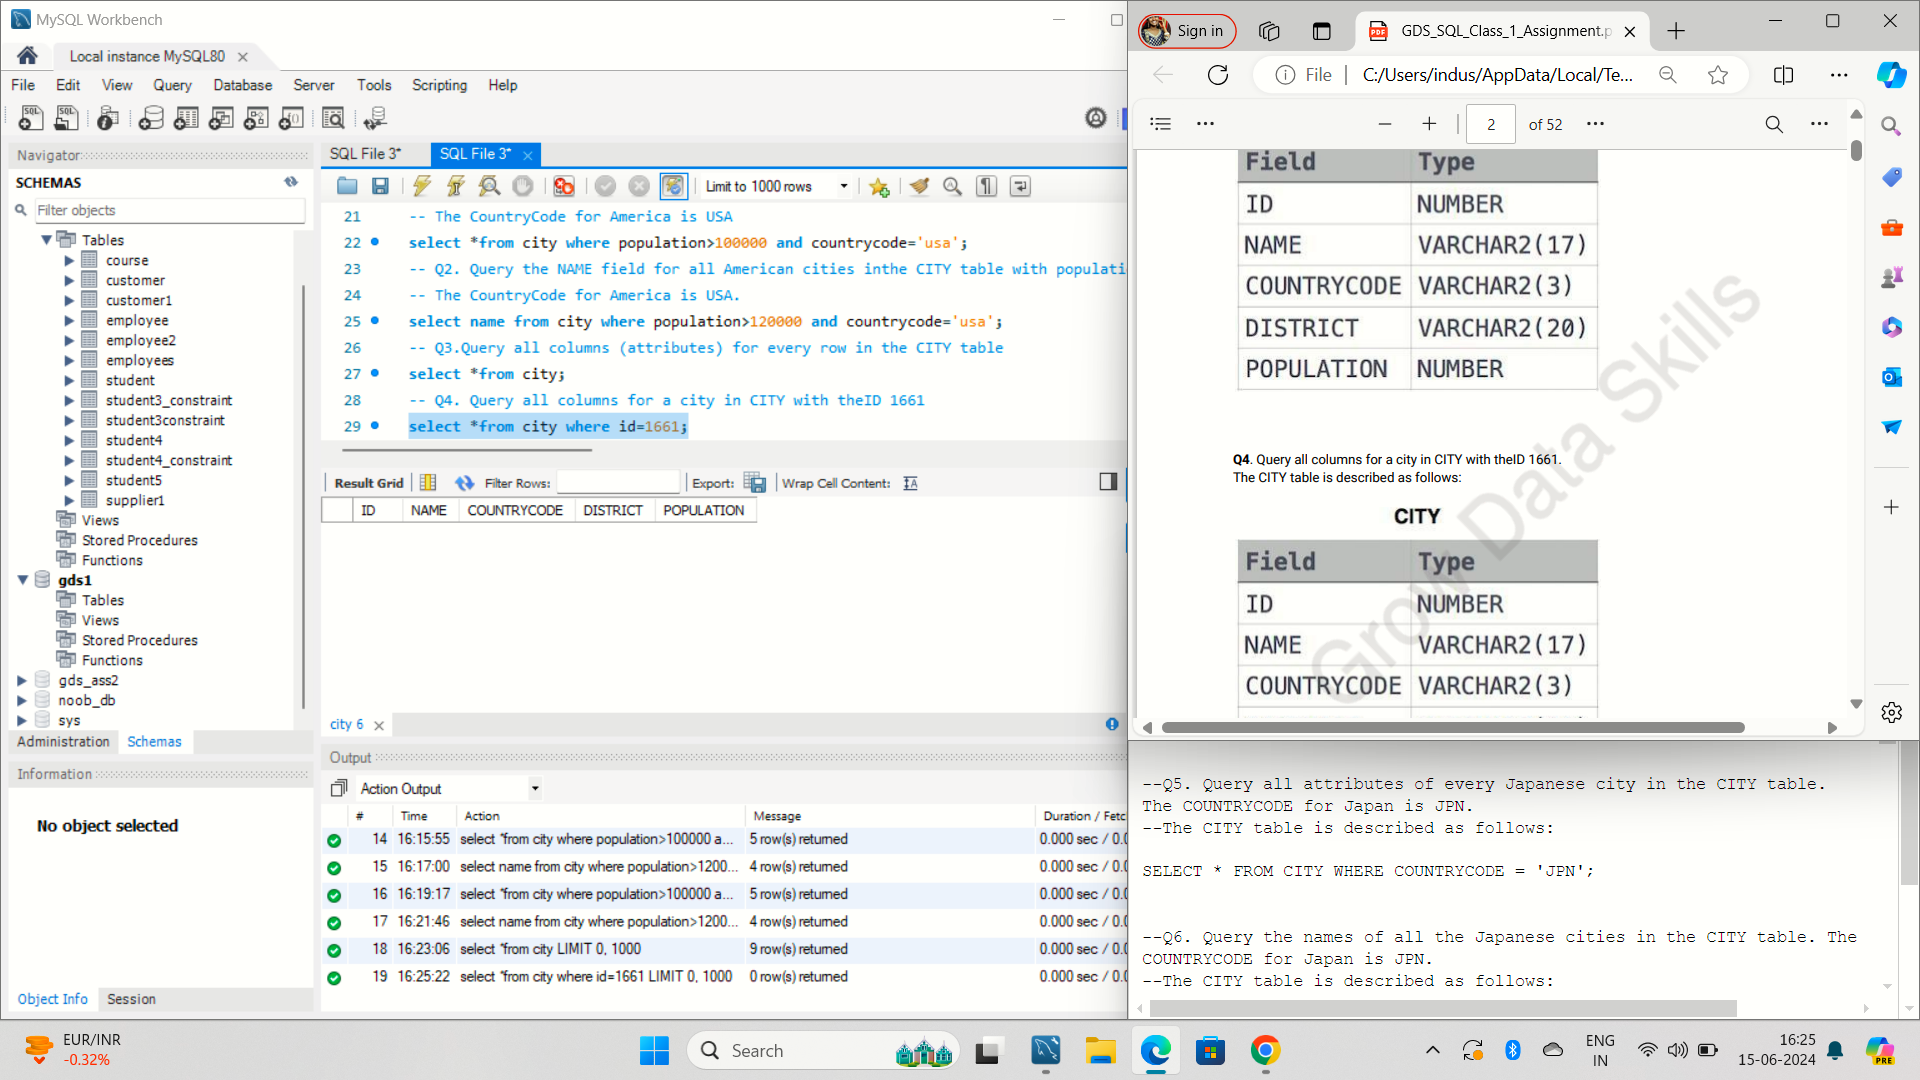 MySQL Workbench
Local instance MySQL80
File Edit View Query Database Server Tools Scripting Help
Navigator
SCHEMAS
Filter objects
Tables
course
customer
customer1
employee
employee2
employees
student
student3_constraint
student3constraint
student4
student4_constraint
student5
supplier1
Views
Stored Procedures
Functions
gds1
Tables
Views
Stored Procedures
Functions
gds_ass2
noob_db
sys
Administration Schemas
Information
No object selected
Object Info Session
SQL File 3* SQL File 3*
Limit to 1000 rows
21 -- The CountryCode for America is USA
22 select *from city where population>100000 and countrycode='usa';
23 -- Q2. Query the NAME field for all American cities inthe CITY table with populati
24 -- The CountryCode for America is USA.
25 select name from city where population>120000 and countrycode='usa';
26 -- Q3.Query all columns (attributes) for every row in the CITY table
27 select *from city;
28 -- Q4. Query all columns for a city in CITY with theID 1661
29 select *from city where id=1661;
Result Grid Filter Rows: Export: Wrap Cell Content:
ID NAME COUNTRYCODE DISTRICT POPULATION
city 6
Output
Action Output
# Time Action Message Duration / Fetc
14 16:15:55 select *from city where population>100000 a... 5 row(s) returned 0.000 sec / 0.0
15 16:17:00 select name from city where population>1200... 4 row(s) returned 0.000 sec / 0.0
16 16:19:17 select *from city where population>100000 a... 5 row(s) returned 0.000 sec / 0.0
17 16:21:46 select name from city where population>1200... 4 row(s) returned 0.000 sec / 0.0
18 16:23:06 select *from city LIMIT 0, 1000 9 row(s) returned 0.000 sec / 0.0
19 16:25:22 select *from city where id=1661 LIMIT 0, 1000 0 row(s) returned 0.000 sec / 0.0
Sign in GDS_SQL_Class_1_Assignment.p
File C:/Users/indus/AppData/Local/Te...
2 of 52
Field Type
ID NUMBER
NAME VARCHAR2(17)
COUNTRYCODE VARCHAR2(3)
DISTRICT VARCHAR2(20)
POPULATION NUMBER
Grow Data Skills
Q4. Query all columns for a city in CITY with theID 1661.
The CITY table is described as follows:
CITY
Field Type
ID NUMBER
NAME VARCHAR2(17)
COUNTRYCODE VARCHAR2(3)
--Q5. Query all attributes of every Japanese city in the CITY table.
The COUNTRYCODE for Japan is JPN.
--The CITY table is described as follows:
SELECT * FROM CITY WHERE COUNTRYCODE = 'JPN';
--Q6. Query the names of all the Japanese cities in the CITY table. The
COUNTRYCODE for Japan is JPN.
--The CITY table is described as follows:
EUR/INR
-0.32%
Search
ENG
IN
16:25
15-06-2024
PRE